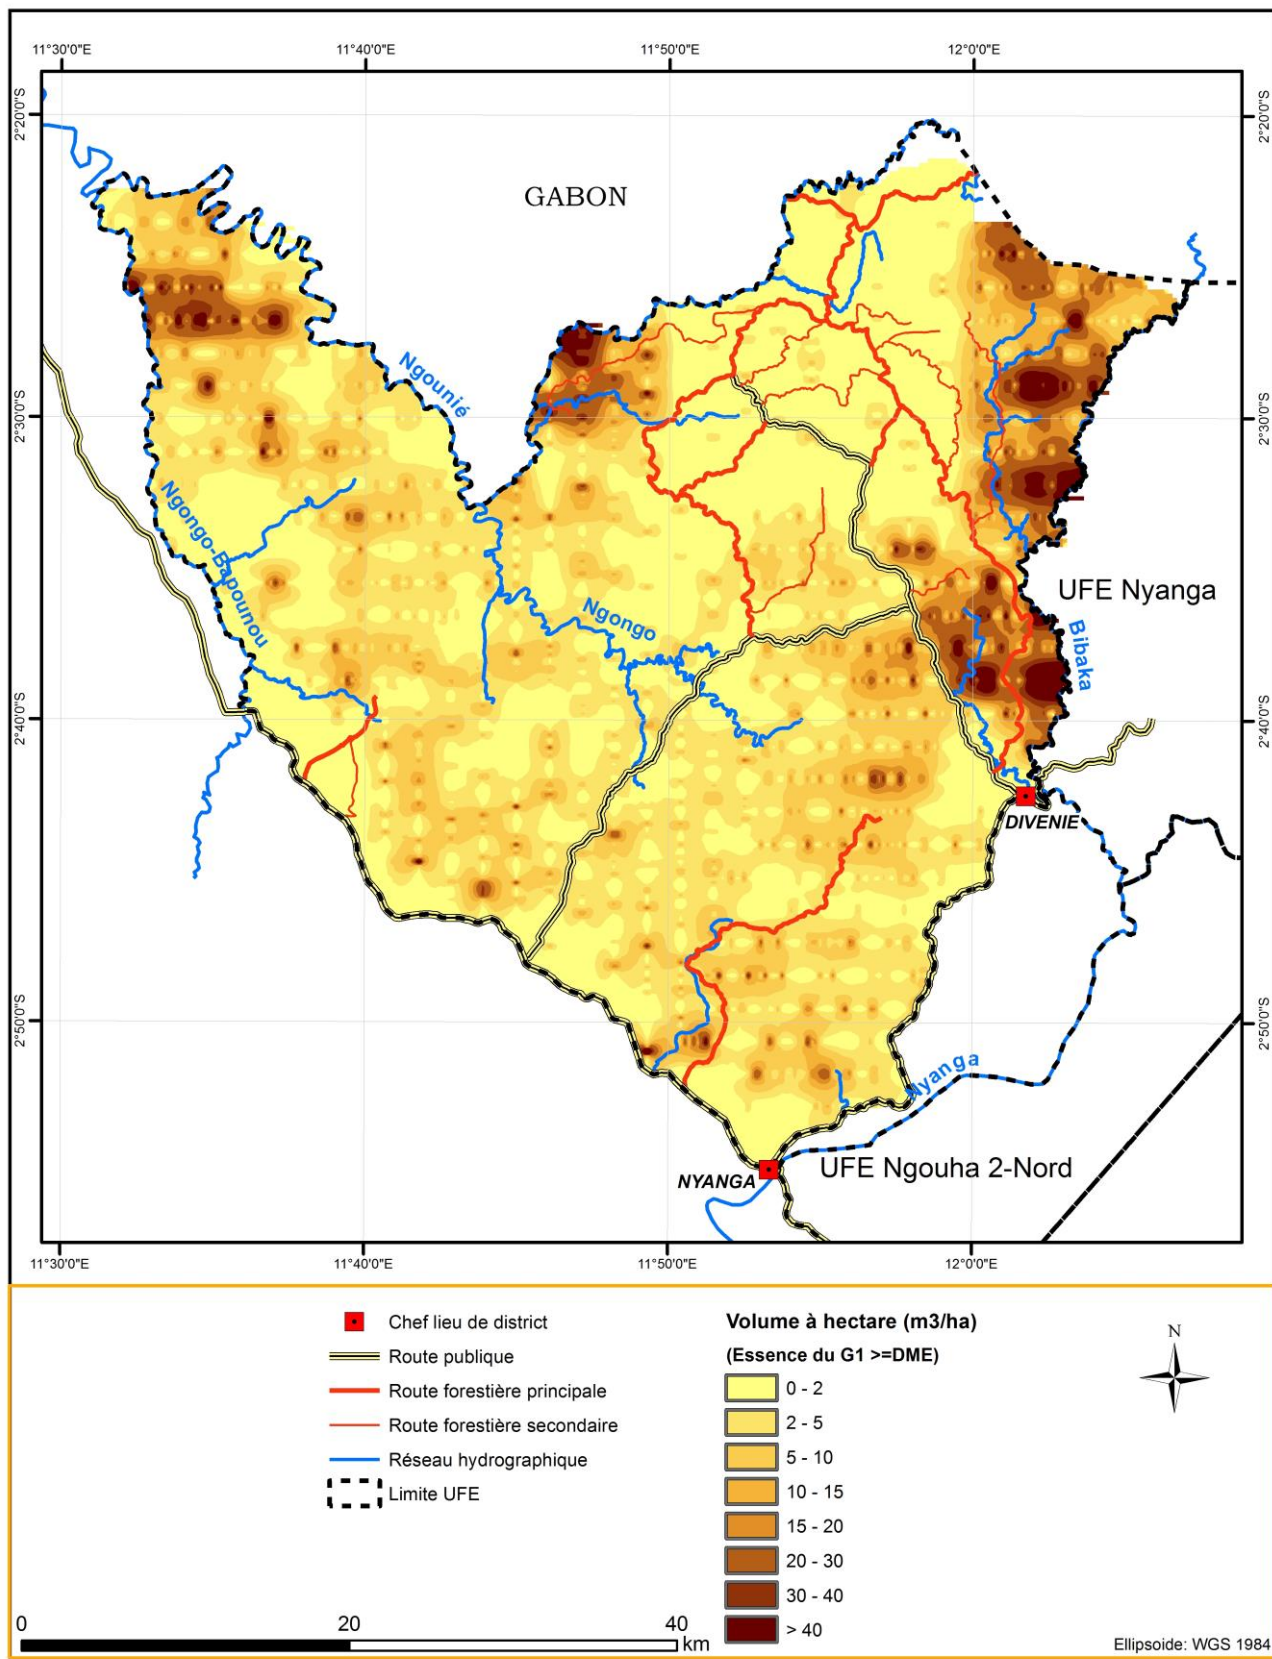 11°30'0"E
11°40'0"E
11°50'0"E
12°0'0"E
2°20'0"S
2°20'0"S
GABON
Ngounié
2°30'0"S
2°30'0"S
Ngongo-Bapounou
Ngongo
UFE Nyanga
Bibaka
2°40'0"S
2°40'0"S
DIVENIE
2°50'0"S
2°50'0"S
Nyanga
UFE Ngouha 2-Nord
NYANGA
11°30'0"E
11°40'0"E
11°50'0"E
12°0'0"E
Chef lieu de district
Route publique
Route forestière principale
Route forestière secondaire
Réseau hydrographique
Limite UFE
Volume à hectare (m3/ha)
(Essence du G1 >=DME)
0 - 2
2 - 5
5 - 10
10 - 15
15 - 20
20 - 30
30 - 40
> 40
N
0
20
40
km
Ellipsoide: WGS 1984